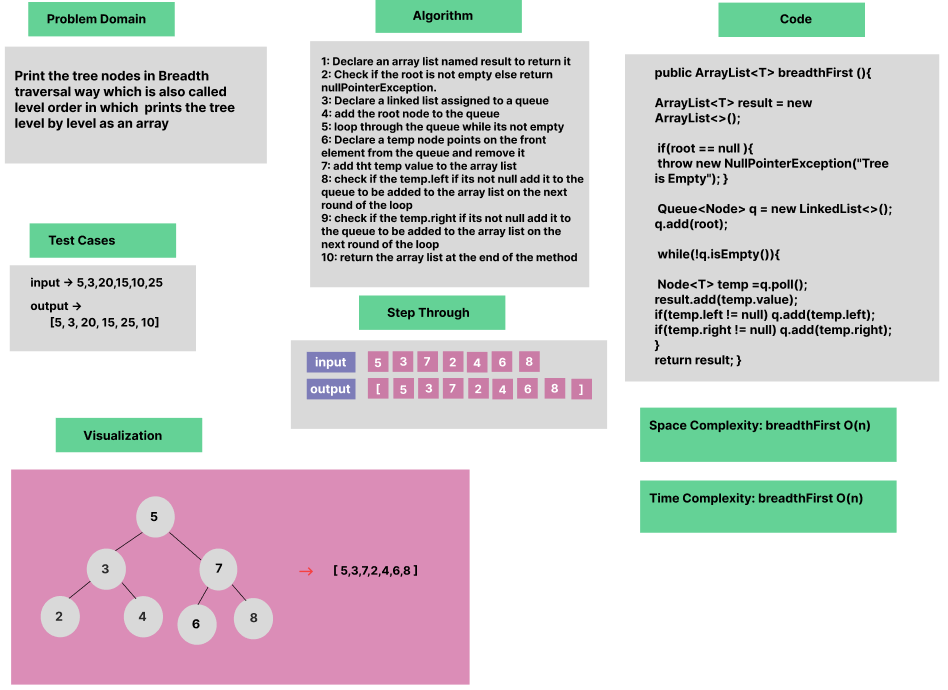 Problem Domain
Print the tree nodes in Breadth
traversal way which is also called
level order in which  prints the tree
level by level as an array
Test Cases
input → 5,3,20,15,10,25
output →
[5, 3, 20, 15, 25, 10]
Algorithm
1: Declare an array list named result to return it
2: Check if the root is not empty else return
nullPointerException.
3: Declare a linked list assigned to a queue
4: add the root node to the queue
5: loop through the queue while its not empty
6: Declare a temp node points on the front
element from the queue and remove it
7: add tht temp value to the array list
8: check if the temp.left if its not null add it to the
queue to be added to the array list on the next
round of the loop
9: check if the temp.right if its not null add it to
the queue to be added to the array list on the
next round of the loop
10: return the array list at the end of the method
Step Through
input 5 3 7 2 4 6 8
output [ 5 3 7 2 4 6 8 ]
Code
public ArrayList<T> breadthFirst (){
ArrayList<T> result = new
ArrayList<>();
if(root == null ){
throw new NullPointerException("Tree
is Empty"); }
Queue<Node> q = new LinkedList<>();
q.add(root);
while(!q.isEmpty()){
Node<T> temp =q.poll();
result.add(temp.value);
if(temp.left != null) q.add(temp.left);
if(temp.right != null) q.add(temp.right);
}
return result; }
Space Complexity: breadthFirst O(n)
Time Complexity: breadthFirst O(n)
Visualization
5
3 7
2 4 6 8
→ [ 5,3,7,2,4,6,8 ]